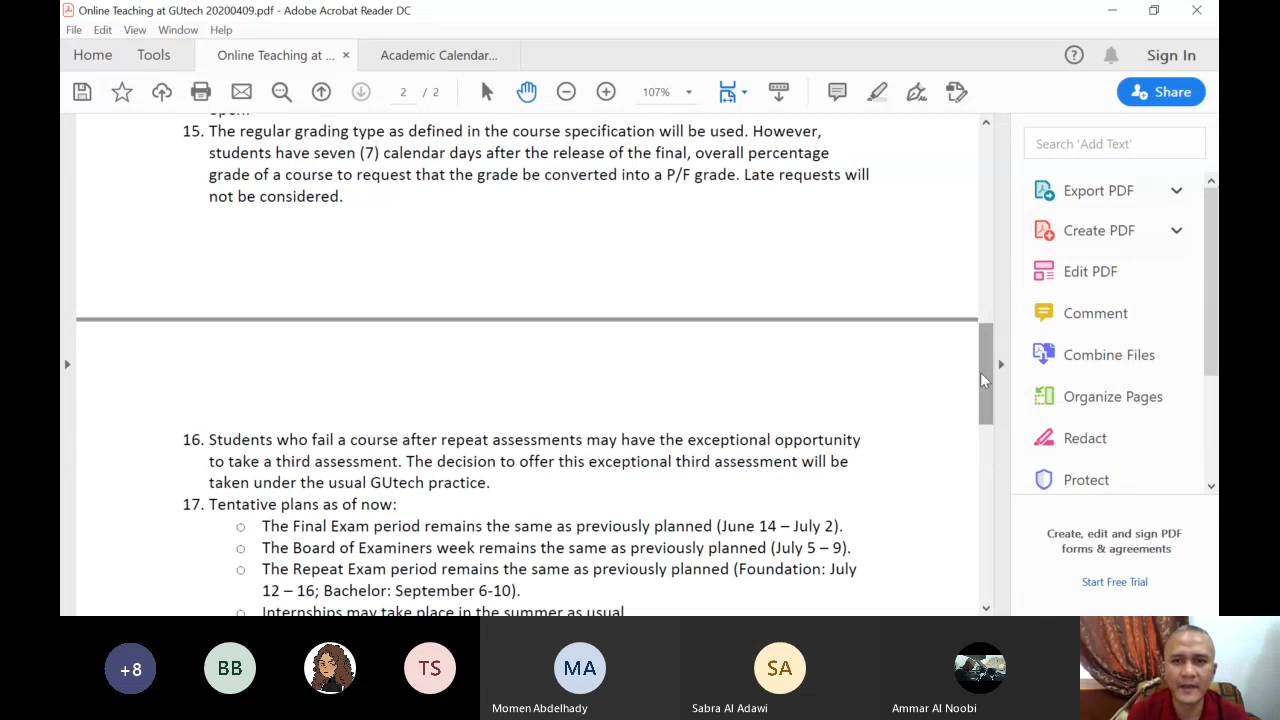 Online Teaching at GUtech 20200409.pdf - Adobe Acrobat Reader DC
File Edit View Window Help
Home Tools Online Teaching at ... × Academic Calendar... Sign In
2 / 2 107% Share
15. The regular grading type as defined in the course specification will be used. However,
students have seven (7) calendar days after the release of the final, overall percentage
grade of a course to request that the grade be converted into a P/F grade. Late requests will
not be considered.
16. Students who fail a course after repeat assessments may have the exceptional opportunity
to take a third assessment. The decision to offer this exceptional third assessment will be
taken under the usual GUtech practice.
17. Tentative plans as of now:
○ The Final Exam period remains the same as previously planned (June 14 – July 2).
○ The Board of Examiners week remains the same as previously planned (July 5 – 9).
○ The Repeat Exam period remains the same as previously planned (Foundation: July
12 – 16; Bachelor: September 6-10).
○ Internships may take place in the summer as usual
Search 'Add Text'
Export PDF
Create PDF
Edit PDF
Comment
Combine Files
Organize Pages
Redact
Protect
Create, edit and sign PDF
forms & agreements
Start Free Trial
+8 BB TS MA SA
Momen Abdelhady Sabra Al Adawi Ammar Al Noobi